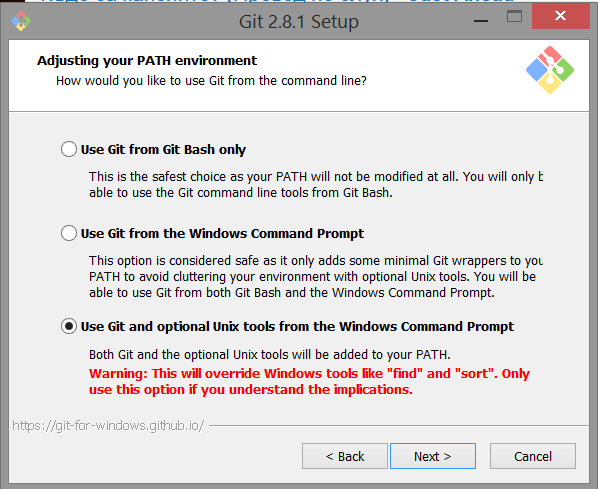 Git 2.8.1 Setup
Adjusting your PATH environment
How would you like to use Git from the command line?
Use Git from Git Bash only
This is the safest choice as your PATH will not be modified at all. You will only
able to use the Git command line tools from Git Bash.
Use Git from the Windows Command Prompt
This option is considered safe as it only adds some minimal Git wrappers to you
PATH to avoid cluttering your environment with optional Unix tools. You will be
able to use Git from both Git Bash and the Windows Command Prompt.
Use Git and optional Unix tools from the Windows Command Prompt
Both Git and the optional Unix tools will be added to your PATH.
Warning: This will override Windows tools like "find" and "sort". Only
use this option if you understand the implications.
https://git-for-windows.github.io/
< Back
Next >
Cancel